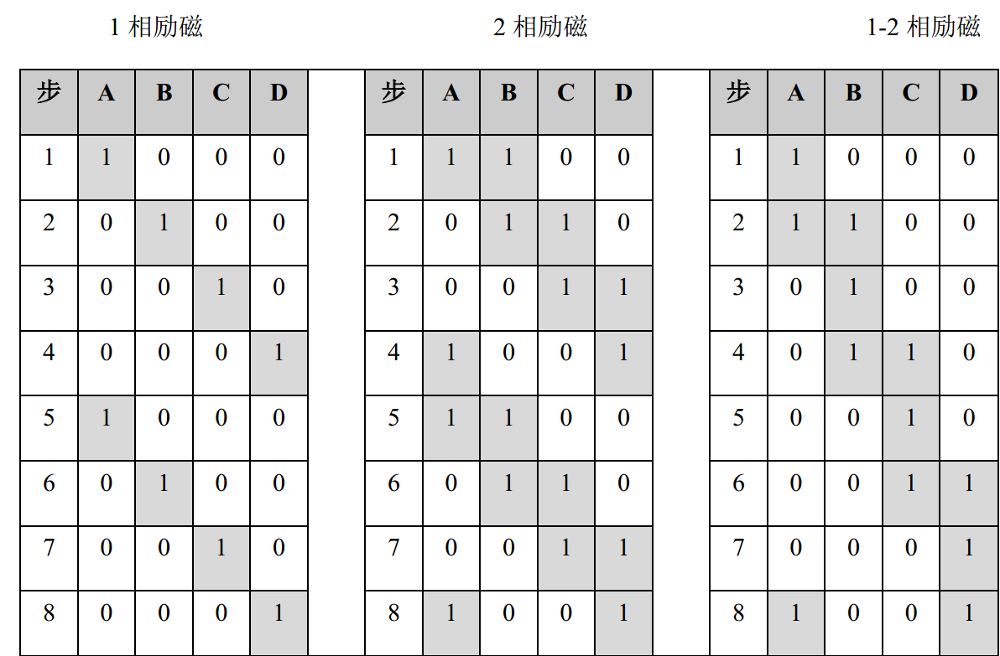 1 相励磁 2 相励磁 1-2 相励磁
步 A B C D 步 A B C D 步 A B C D
1 1 0 0 0 1 1 1 0 0 1 1 0 0 0
2 0 1 0 0 2 0 1 1 0 2 1 1 0 0
3 0 0 1 0 3 0 0 1 1 3 0 1 0 0
4 0 0 0 1 4 1 0 0 1 4 0 1 1 0
5 1 0 0 0 5 1 1 0 0 5 0 0 1 0
6 0 1 0 0 6 0 1 1 0 6 0 0 1 1
7 0 0 1 0 7 0 0 1 1 7 0 0 0 1
8 0 0 0 1 8 1 0 0 1 8 1 0 0 1